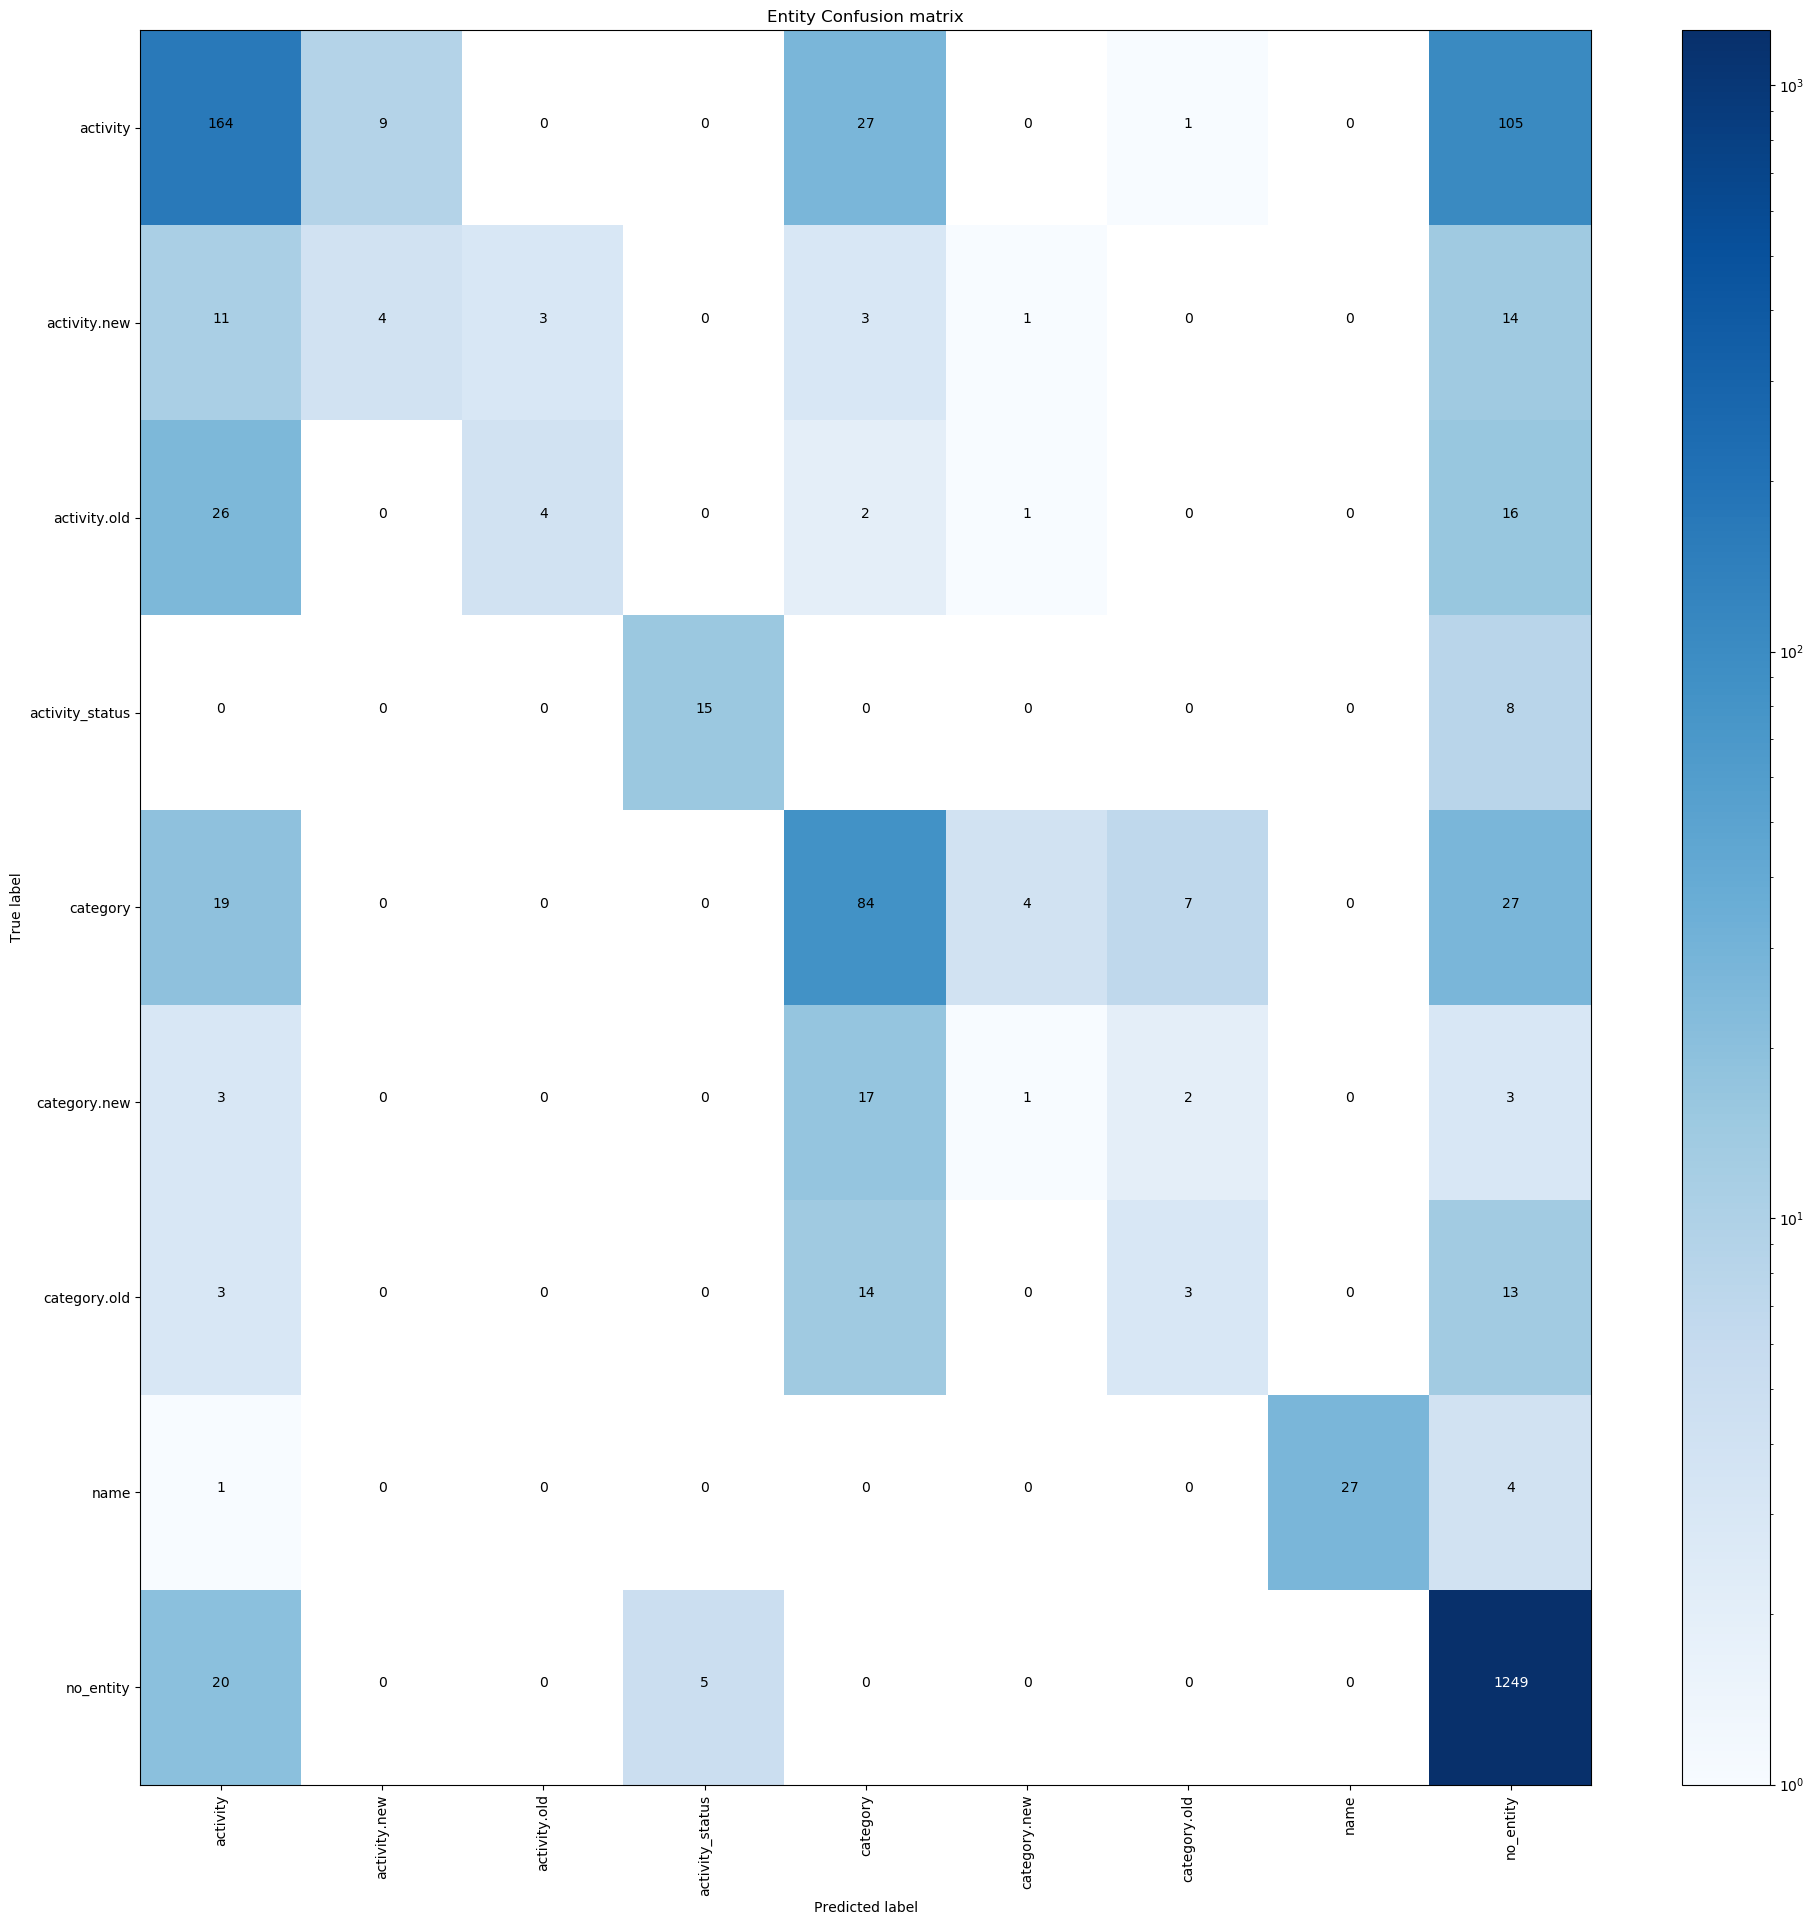 Entity Confusion matrix
activity 164 9 0 0 27 0 1 0 105
activity.new 11 4 3 0 3 1 0 0 14
activity.old 26 0 4 0 2 1 0 0 16
activity_status 0 0 0 15 0 0 0 0 8
category 19 0 0 0 84 4 7 0 27
category.new 3 0 0 0 17 1 2 0 3
category.old 3 0 0 0 14 0 3 0 13
name 1 0 0 0 0 0 0 27 4
no_entity 20 0 0 5 0 0 0 0 1249
True label
activity activity.new activity.old activity_status category category.new category.old name no_entity
Predicted label
10³
10²
10¹
10⁰